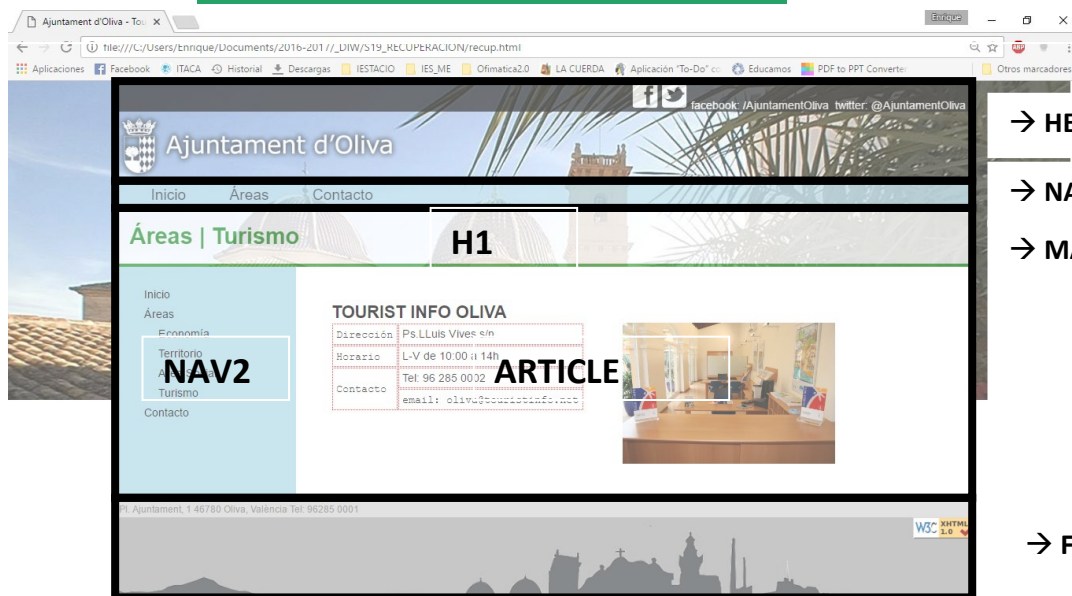 Ajuntament d'Oliva - Tou
Enrique
file:///C:/Users/Enrique/Documents/2016-2017/_DIW/S19_RECUPERACION/recup.html
ABP
Aplicaciones Facebook ITACA Historial Descargas IESTACIO IES_ME Ofimatica2.0 LA CUERDA Aplicación "To-Do" co Educamos PDF to PPT Converte Otros marcadores
facebook: /AjuntamentOliva twitter: @AjuntamentOliva
→ HE
Ajuntament d'Oliva
Inicio Áreas Contacto
→ NA
Áreas | Turismo
H1
→ MA
Inicio
Áreas
Economía
Territorio
Turismo
Contacto
NAV2
TOURIST INFO OLIVA
Dirección Ps.LLuis Vives s/n
Horario L-V de 10:00 a 14h
Contacto Tel: 96 285 0002
email: oliva@touristinfo.net
ARTICLE
Pl. Ajuntament, 1 46780 Oliva, València Tel: 96285 0001
W3C XHTML 1.0
→ F